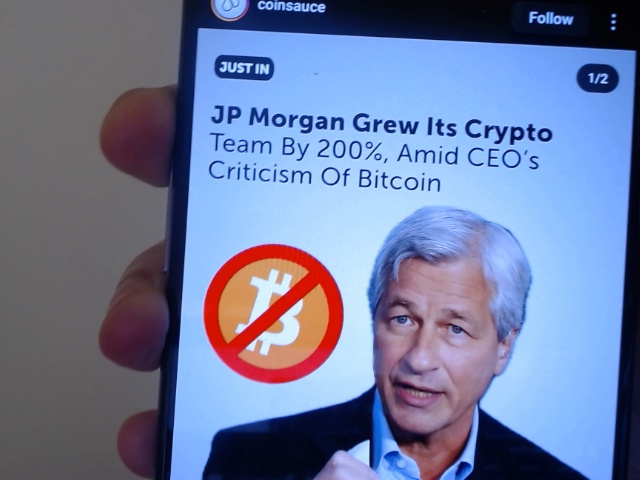 coinsauce
Follow
JUST IN
1/2
JP Morgan Grew Its Crypto
Team By 200%, Amid CEO's
Criticism Of Bitcoin